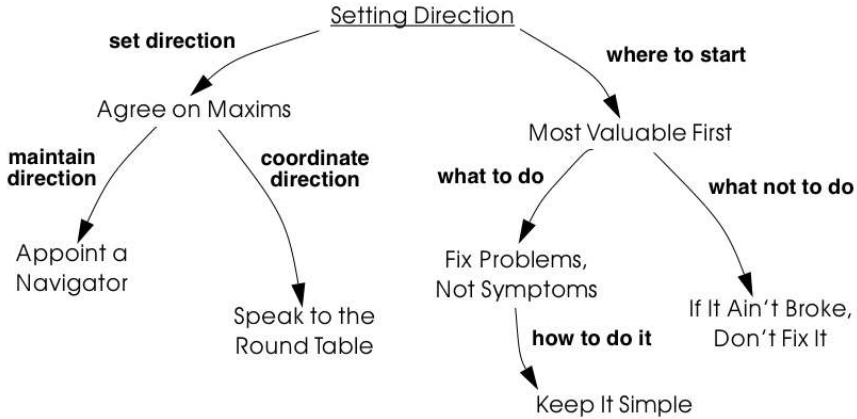 Setting Direction
set direction
where to start
Agree on Maxims
Most Valuable First
maintain
direction
coordinate
direction
what to do
what not to do
Appoint a
Navigator
Fix Problems,
Not Symptoms
Speak to the
Round Table
If It Ain't Broke,
Don't Fix It
how to do it
Keep It Simple